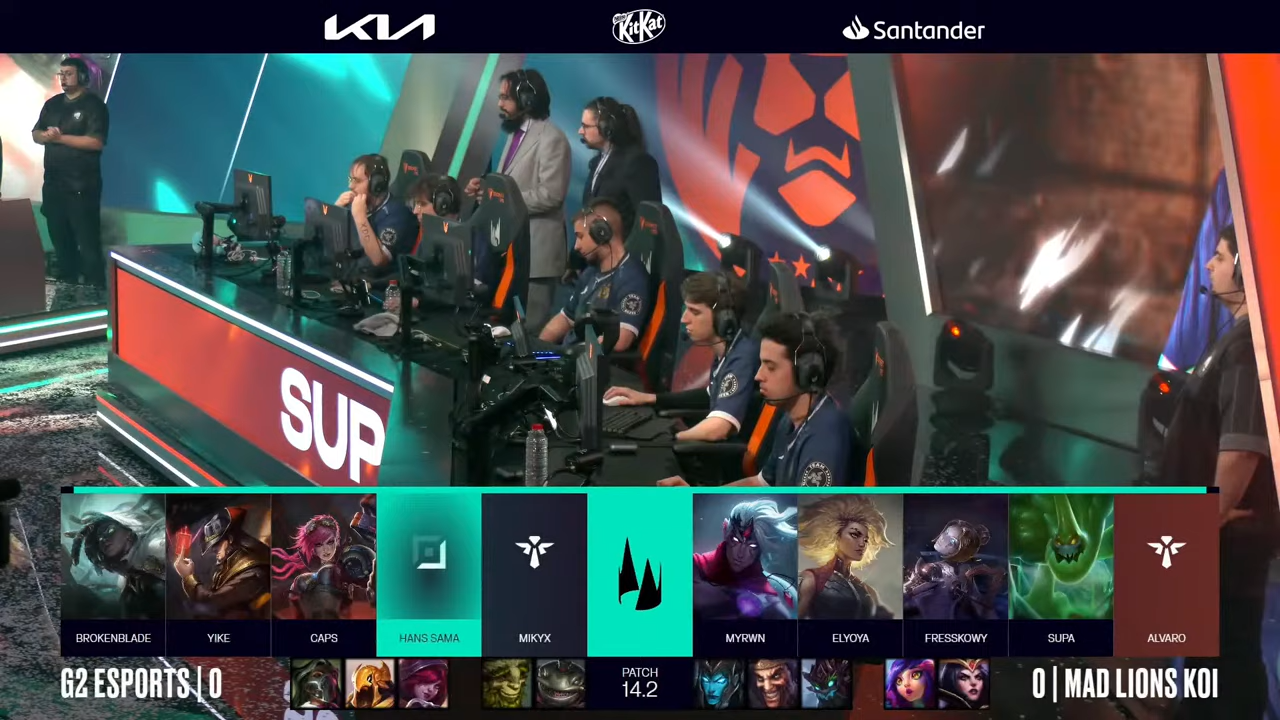 KIA
Nestlé KitKat
Santander
SUP
BROKENBLADE
YIKE
CAPS
HANS SAMA
MIKYX
MYRWN
ELYOYA
FRESSKOWY
SUPA
ALVARO
G2 ESPORTS | 0
PATCH
14.2
0 | MAD LIONS KOI